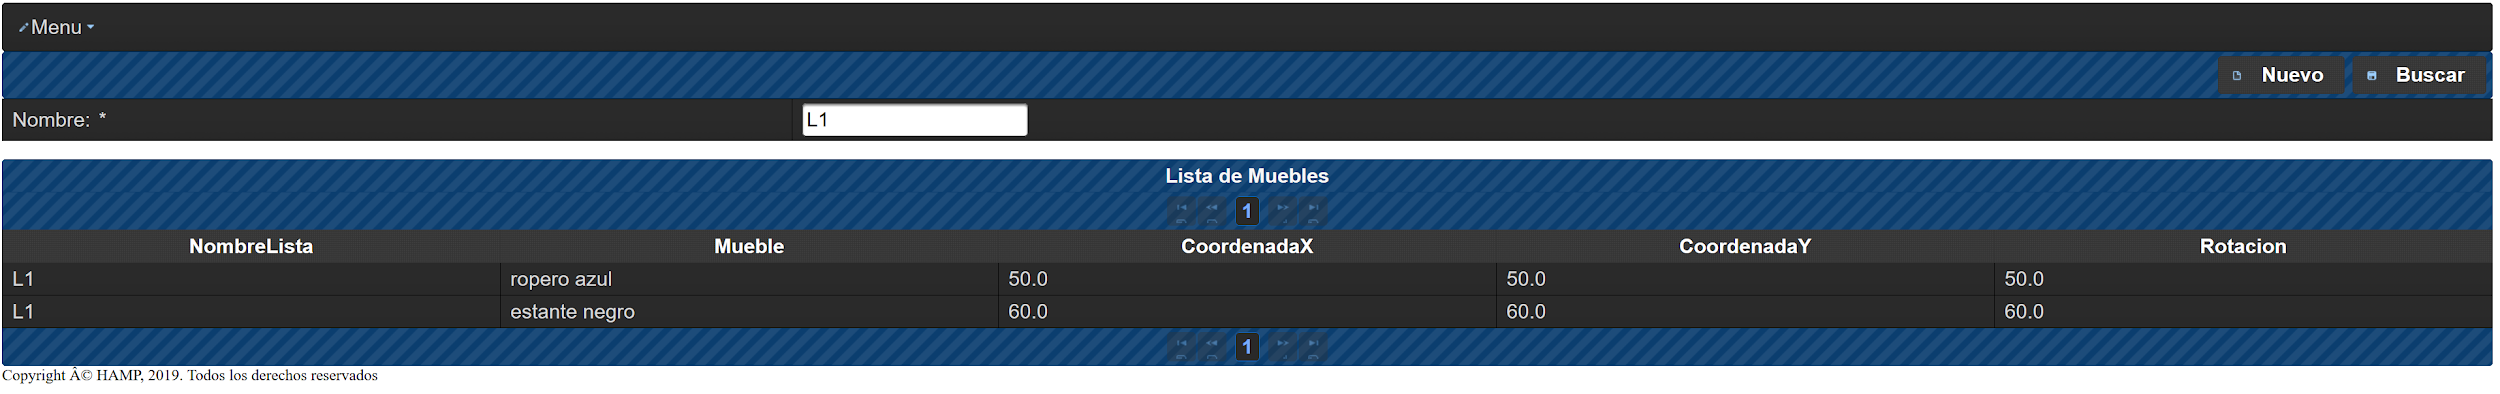 Menu
Nuevo Buscar
Nombre: * L1
Lista de Muebles
1
NombreLista Mueble CoordenadaX CoordenadaY Rotacion
L1 ropero azul 50.0 50.0 50.0
L1 estante negro 60.0 60.0 60.0
1
Copyright Â© HAMP, 2019. Todos los derechos reservados